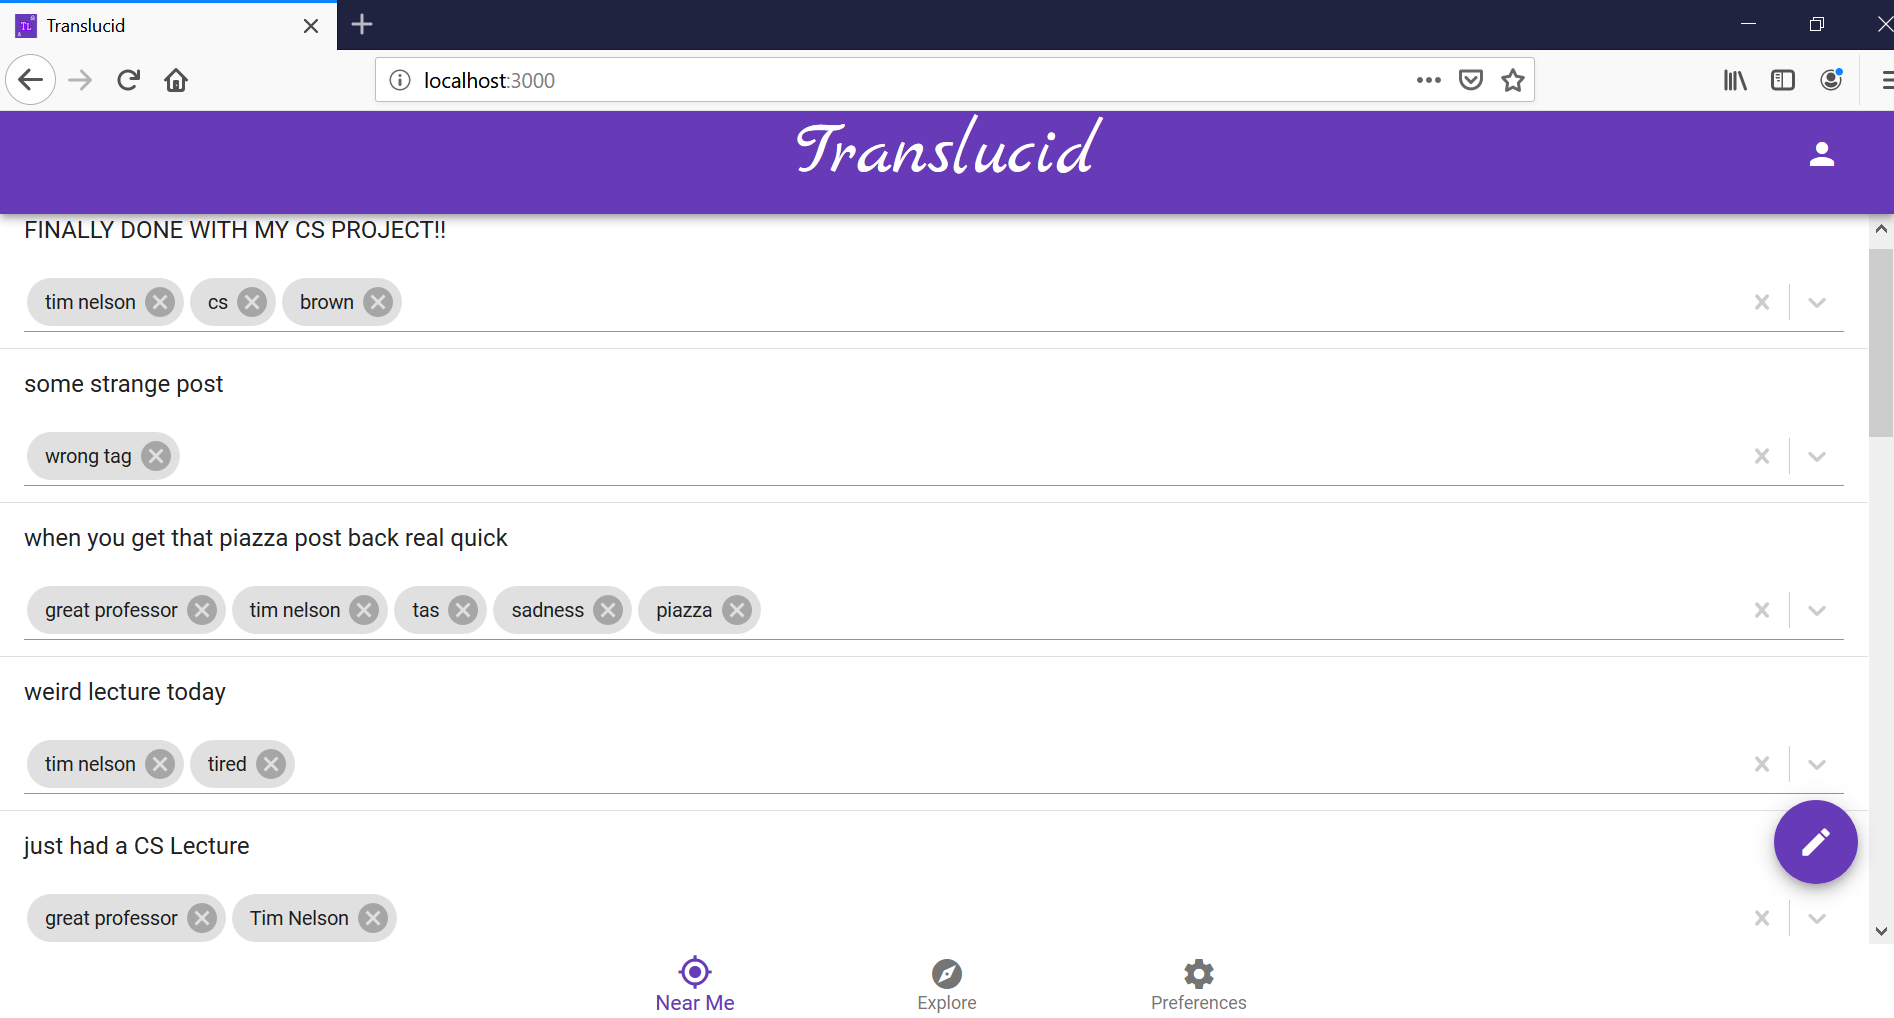 Translucid
localhost:3000
Translucid
FINALLY DONE WITH MY CS PROJECT!!
tim nelson cs brown
some strange post
wrong tag
when you get that piazza post back real quick
great professor tim nelson tas sadness piazza
weird lecture today
tim nelson tired
just had a CS Lecture
great professor Tim Nelson
Near Me Explore Preferences